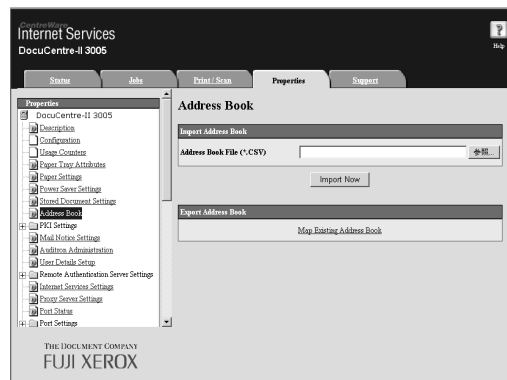 CentreWare
Internet Services
DocuCentre-II 3005
Help
Status
Jobs
Print / Scan
Properties
Support
Properties
DocuCentre-II 3005
Description
Configuration
Usage Counters
Paper Tray Attributes
Paper Settings
Power Saver Settings
Stored Document Settings
Address Book
PKI Settings
Mail Notice Settings
Auditron Administration
User Details Setup
Remote Authentication Server Settings
Internet Services Settings
Proxy Server Settings
Port Status
Port Settings
Address Book
Import Address Book
Address Book File (*.CSV)
参照...
Import Now
Export Address Book
Map Existing Address Book
THE DOCUMENT COMPANY
FUJI XEROX